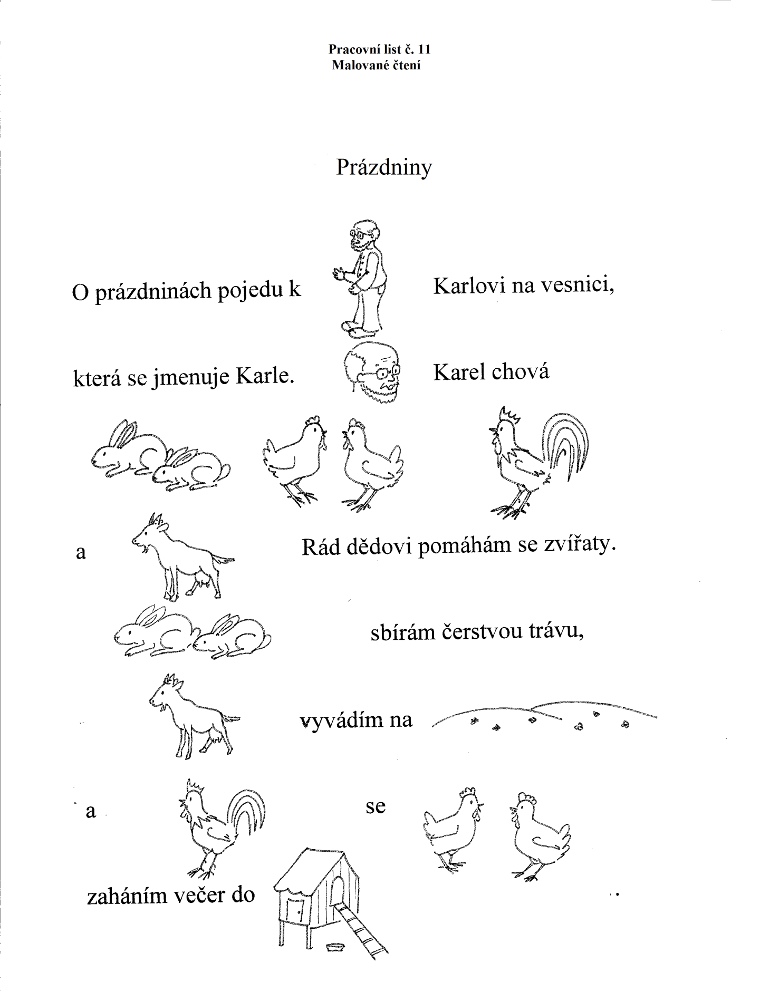 Pracovní list č. 11
Malované čtení
Prázdniny
O prázdninách pojedu k Karlovi na vesnici,
která se jmenuje Karle. Karel chová
a Rád dědovi pomáhám se zvířaty.
sbírám čerstvou trávu,
vyvádím na
a se
zaháním večer do .